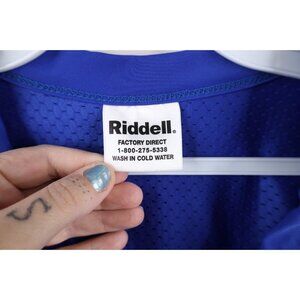 Riddell®
FACTORY DIRECT
1-800-275-5338
WASH IN COLD WATER